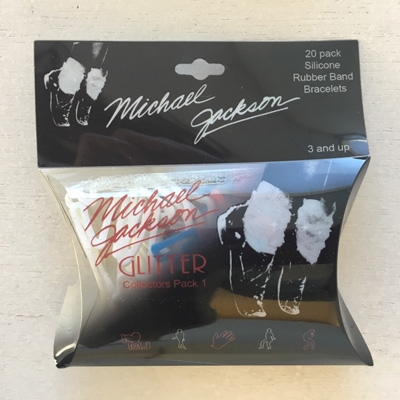 Michael
Jackson
20 pack
Silicone
Rubber Band
Bracelets
3 and up
Michael
Jackson
GLITTER
Collectors Pack 1